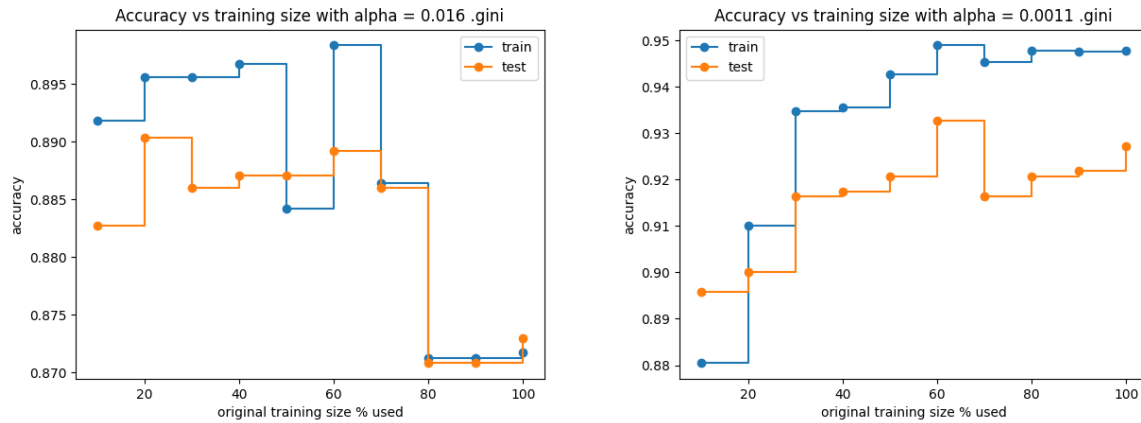 Accuracy vs training size with alpha = 0.016 .gini
train
test
0.895
0.890
0.885
0.880
0.875
0.870
accuracy
20
40
60
80
100
original training size % used
Accuracy vs training size with alpha = 0.0011 .gini
train
test
0.95
0.94
0.93
0.92
0.91
0.90
0.89
0.88
accuracy
20
40
60
80
100
original training size % used